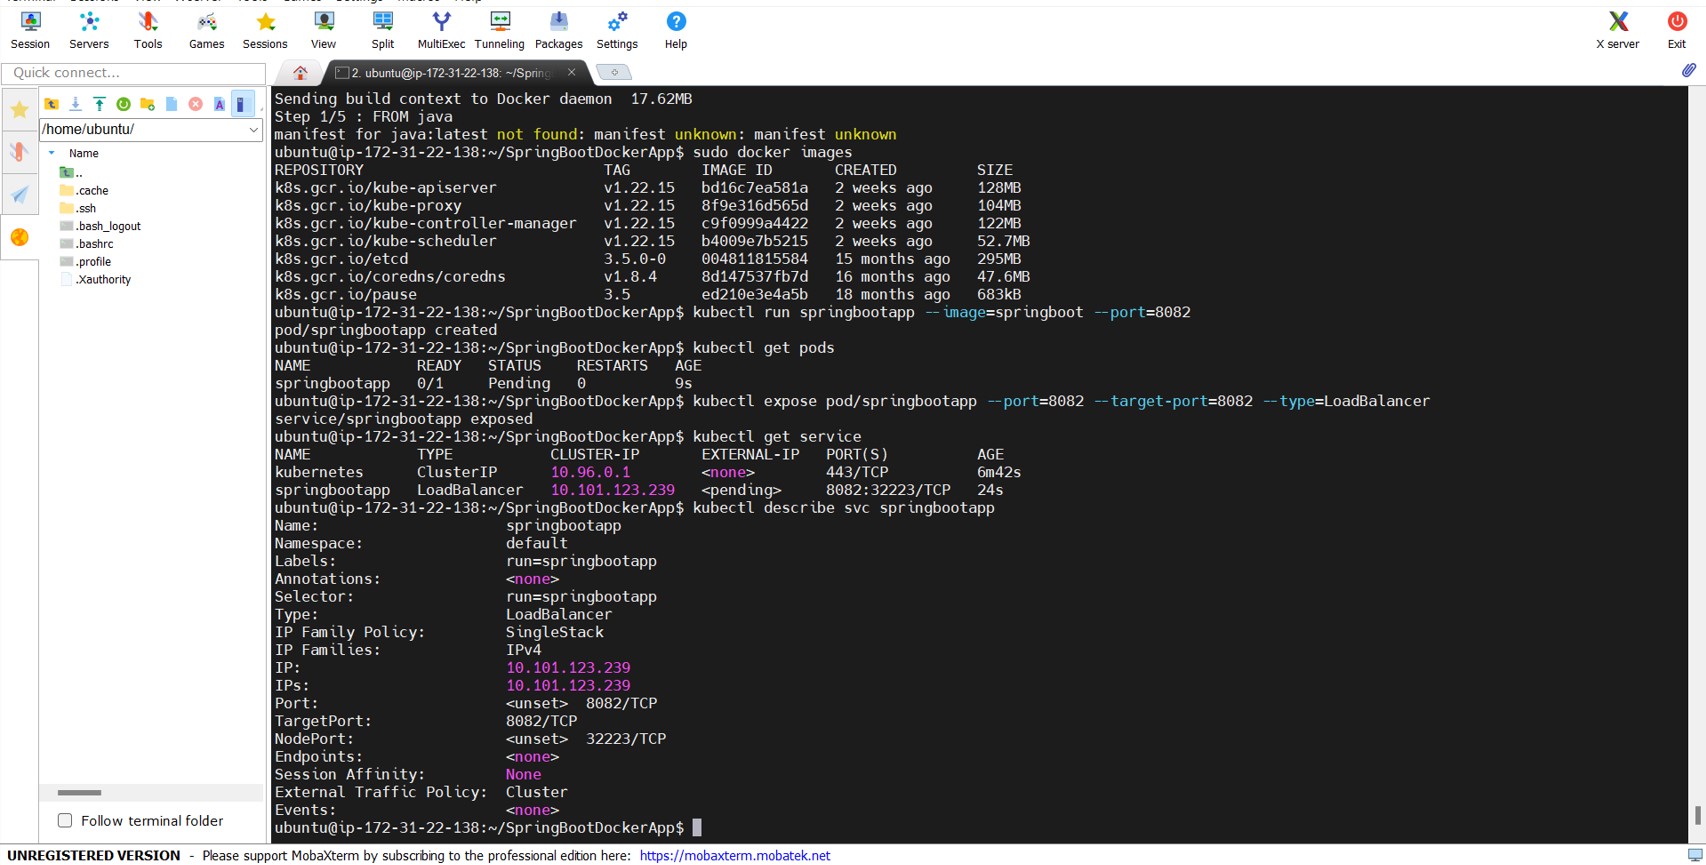 Session Servers Tools Games Sessions View Split MultiExec Tunneling Packages Settings Help X server Exit
Quick connect...
2. ubuntu@ip-172-31-22-138: ~/Spring
/home/ubuntu/
Name
..
.cache
.ssh
.bash_logout
.bashrc
.profile
.Xauthority
Follow terminal folder
Sending build context to Docker daemon  17.62MB
Step 1/5 : FROM java
manifest for java:latest not found: manifest unknown: manifest unknown
ubuntu@ip-172-31-22-138:~/SpringBootDockerApp$ sudo docker images
REPOSITORY                           TAG        IMAGE ID       CREATED         SIZE
k8s.gcr.io/kube-apiserver            v1.22.15   bd16c7ea581a   2 weeks ago     128MB
k8s.gcr.io/kube-proxy                v1.22.15   8f9e316d565d   2 weeks ago     104MB
k8s.gcr.io/kube-controller-manager   v1.22.15   c9f0999a4422   2 weeks ago     122MB
k8s.gcr.io/kube-scheduler            v1.22.15   b4009e7b5215   2 weeks ago     52.7MB
k8s.gcr.io/etcd                      3.5.0-0    004811815584   15 months ago   295MB
k8s.gcr.io/coredns/coredns           v1.8.4     8d147537fb7d   16 months ago   47.6MB
k8s.gcr.io/pause                     3.5        ed210e3e4a5b   18 months ago   683kB
ubuntu@ip-172-31-22-138:~/SpringBootDockerApp$ kubectl run springbootapp --image=springboot --port=8082
pod/springbootapp created
ubuntu@ip-172-31-22-138:~/SpringBootDockerApp$ kubectl get pods
NAME            READY   STATUS    RESTARTS   AGE
springbootapp   0/1     Pending   0          9s
ubuntu@ip-172-31-22-138:~/SpringBootDockerApp$ kubectl expose pod/springbootapp --port=8082 --target-port=8082 --type=LoadBalancer
service/springbootapp exposed
ubuntu@ip-172-31-22-138:~/SpringBootDockerApp$ kubectl get service
NAME            TYPE           CLUSTER-IP       EXTERNAL-IP   PORT(S)          AGE
kubernetes      ClusterIP      10.96.0.1        <none>        443/TCP          6m42s
springbootapp   LoadBalancer   10.101.123.239   <pending>     8082:32223/TCP   24s
ubuntu@ip-172-31-22-138:~/SpringBootDockerApp$ kubectl describe svc springbootapp
Name:                     springbootapp
Namespace:                default
Labels:                   run=springbootapp
Annotations:              <none>
Selector:                 run=springbootapp
Type:                     LoadBalancer
IP Family Policy:         SingleStack
IP Families:              IPv4
IP:                       10.101.123.239
IPs:                      10.101.123.239
Port:                     <unset>  8082/TCP
TargetPort:               8082/TCP
NodePort:                 <unset>  32223/TCP
Endpoints:                <none>
Session Affinity:         None
External Traffic Policy:  Cluster
Events:                   <none>
ubuntu@ip-172-31-22-138:~/SpringBootDockerApp$
UNREGISTERED VERSION - Please support MobaXterm by subscribing to the professional edition here: https://mobaxterm.mobatek.net